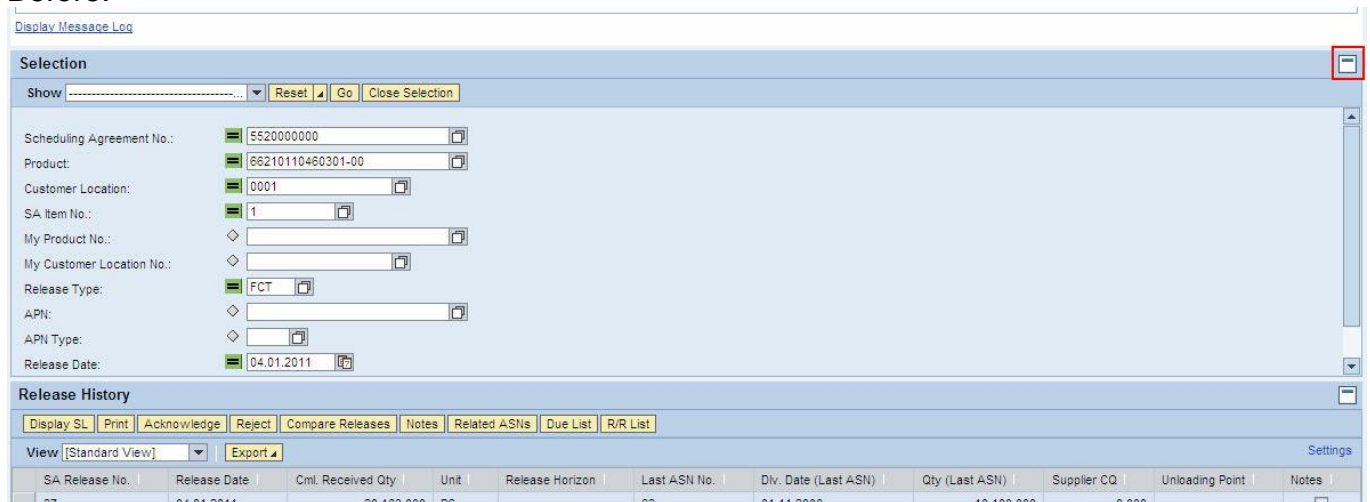 Display Message Log
Selection
Show ------------------------------------... Reset Go Close Selection
Scheduling Agreement No.: 5520000000
Product: 66210110460301-00
Customer Location: 0001
SA Item No.: 1
My Product No.:
My Customer Location No.:
Release Type: FCT
APN:
APN Type:
Release Date: 04.01.2011
Release History
Display SL Print Acknowledge Reject Compare Releases Notes Related ASNs Due List R/R List
View [Standard View] Export Settings
SA Release No. Release Date Cml. Received Qty Unit Release Horizon Last ASN No. Dlv. Date (Last ASN) Qty (Last ASN) Supplier CQ Unloading Point Notes